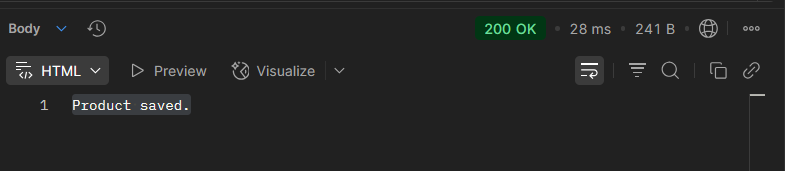 Body 200 OK 28 ms 241 B
HTML Preview Visualize
1 Product saved.